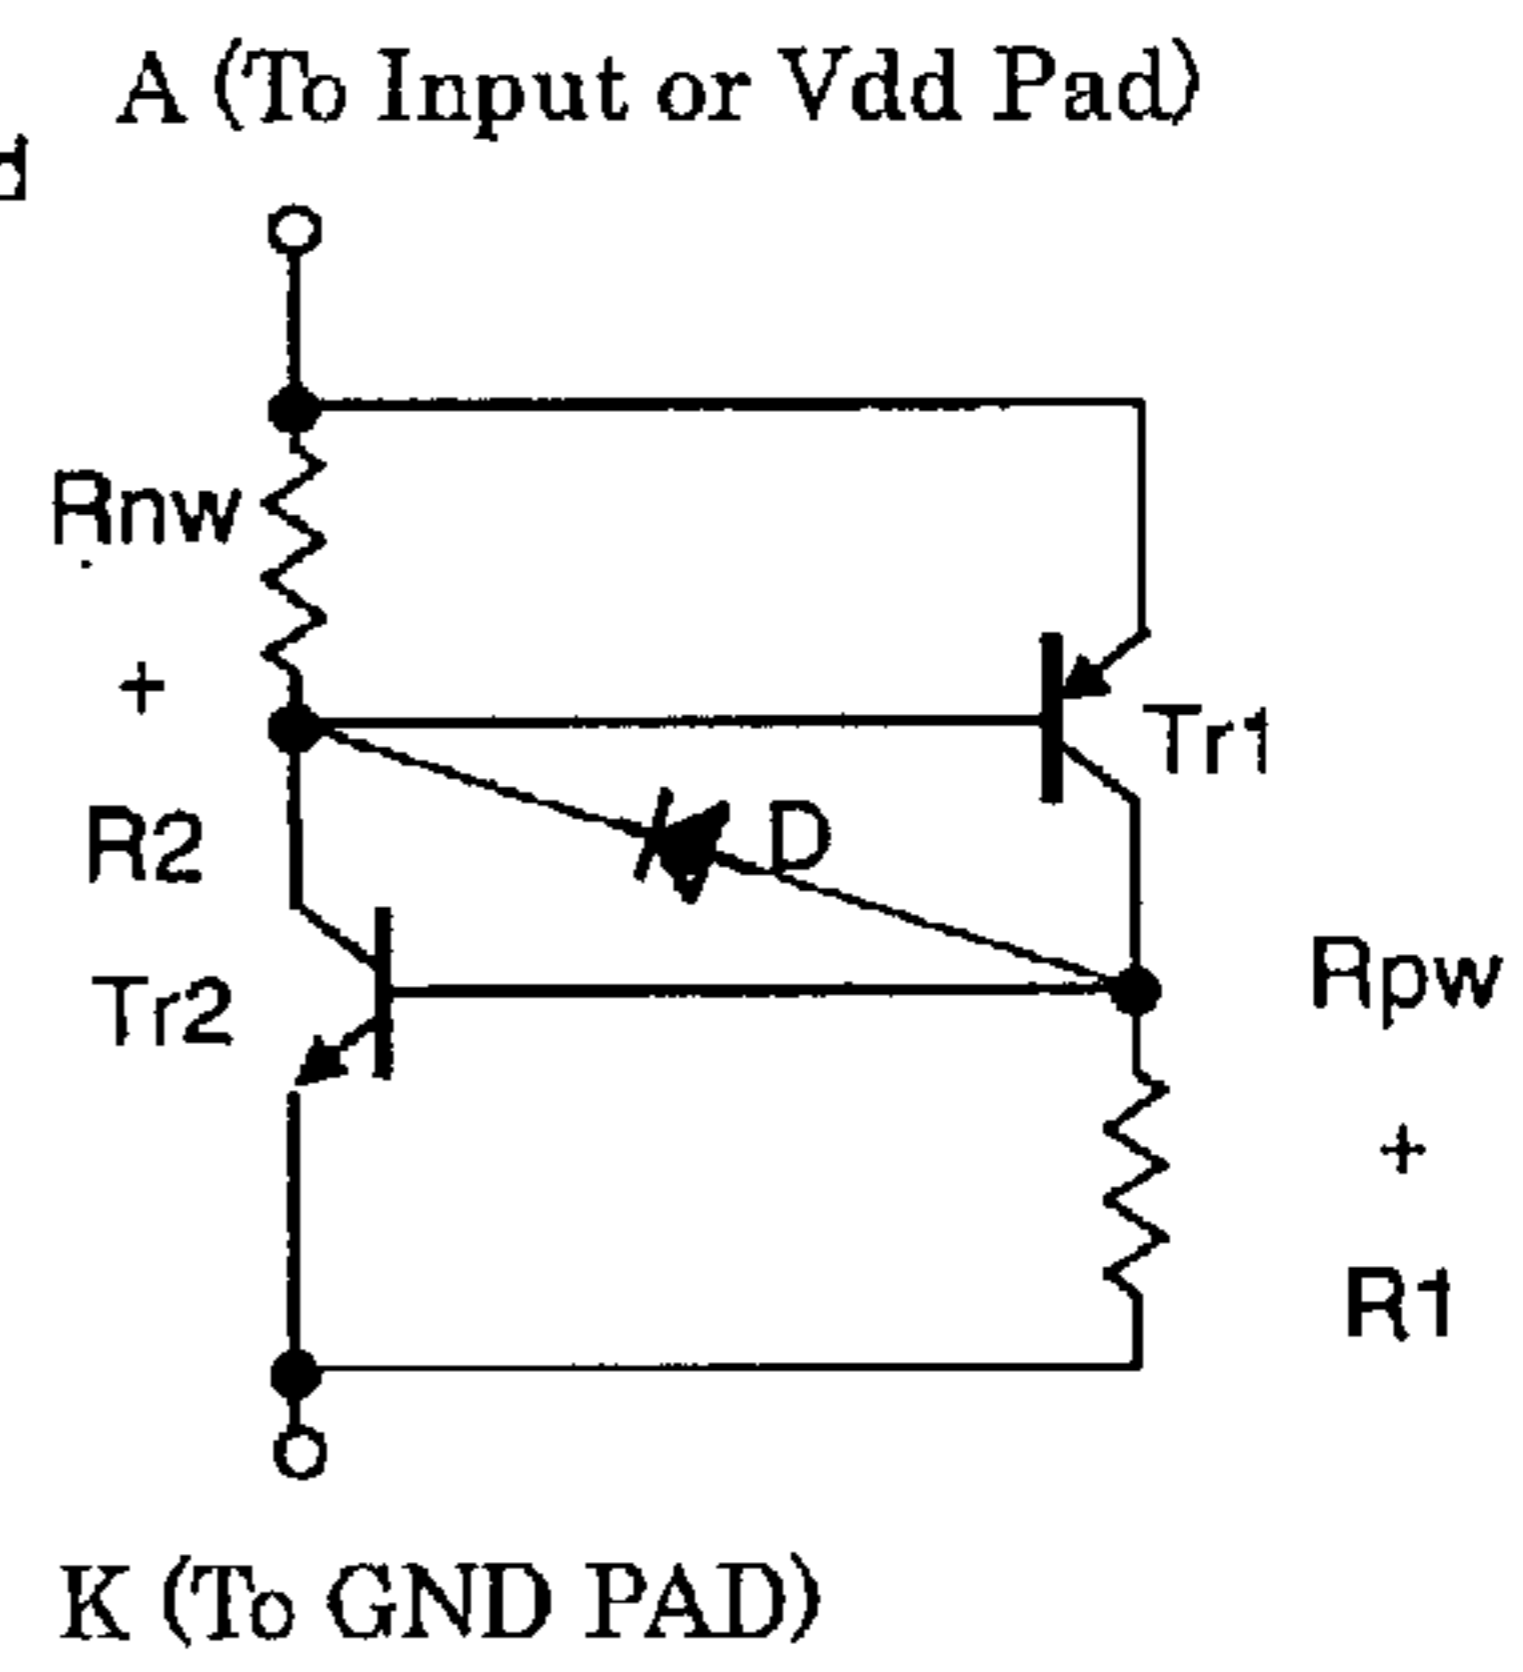 A (To Input or Vdd Pad)
d
Rnw
+
R2
Tr1
D
Tr2
Rpw
+
R1
K (To GND PAD)